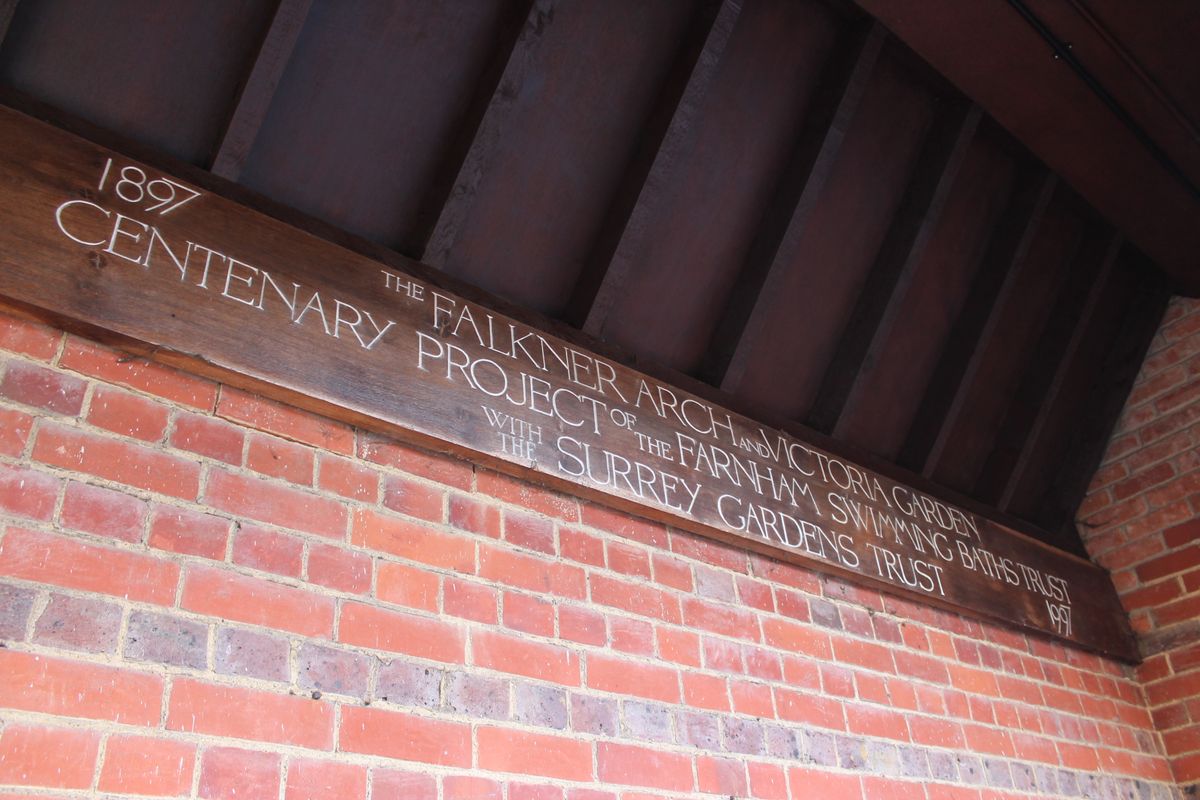 1897
THE FALKNER ARCH AND VICTORIA GARDEN
CENTENARY PROJECT OF THE FARNHAM SWIMMING BATHS TRUST
WITH THE SURREY GARDENS TRUST
1997